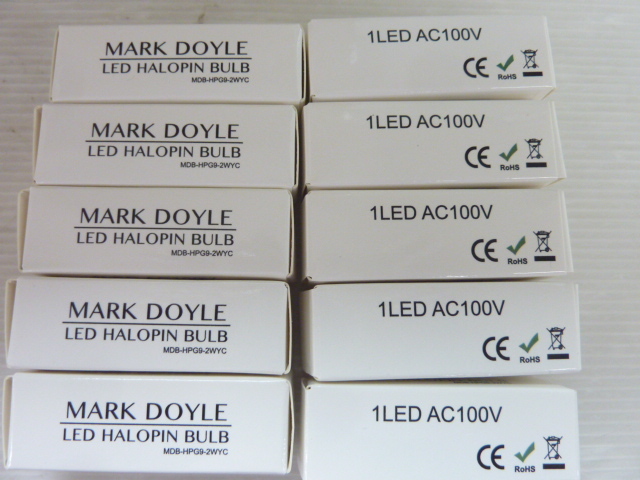 MARK DOYLE
LED HALOPIN BULB
MDB-HPG9-2WYC
1LED AC100V
CE RoHS
MARK DOYLE
LED HALOPIN BULB
MDB-HPG9-2WYC
1LED AC100V
CE RoHS
MARK DOYLE
LED HALOPIN BULB
MDB-HPG9-2WYC
1LED AC100V
CE RoHS
MARK DOYLE
LED HALOPIN BULB
MDB-HPG9-2WYC
1LED AC100V
CE RoHS
MARK DOYLE
LED HALOPIN BULB
MDB-HPG9-2WYC
1LED AC100V
CE RoHS